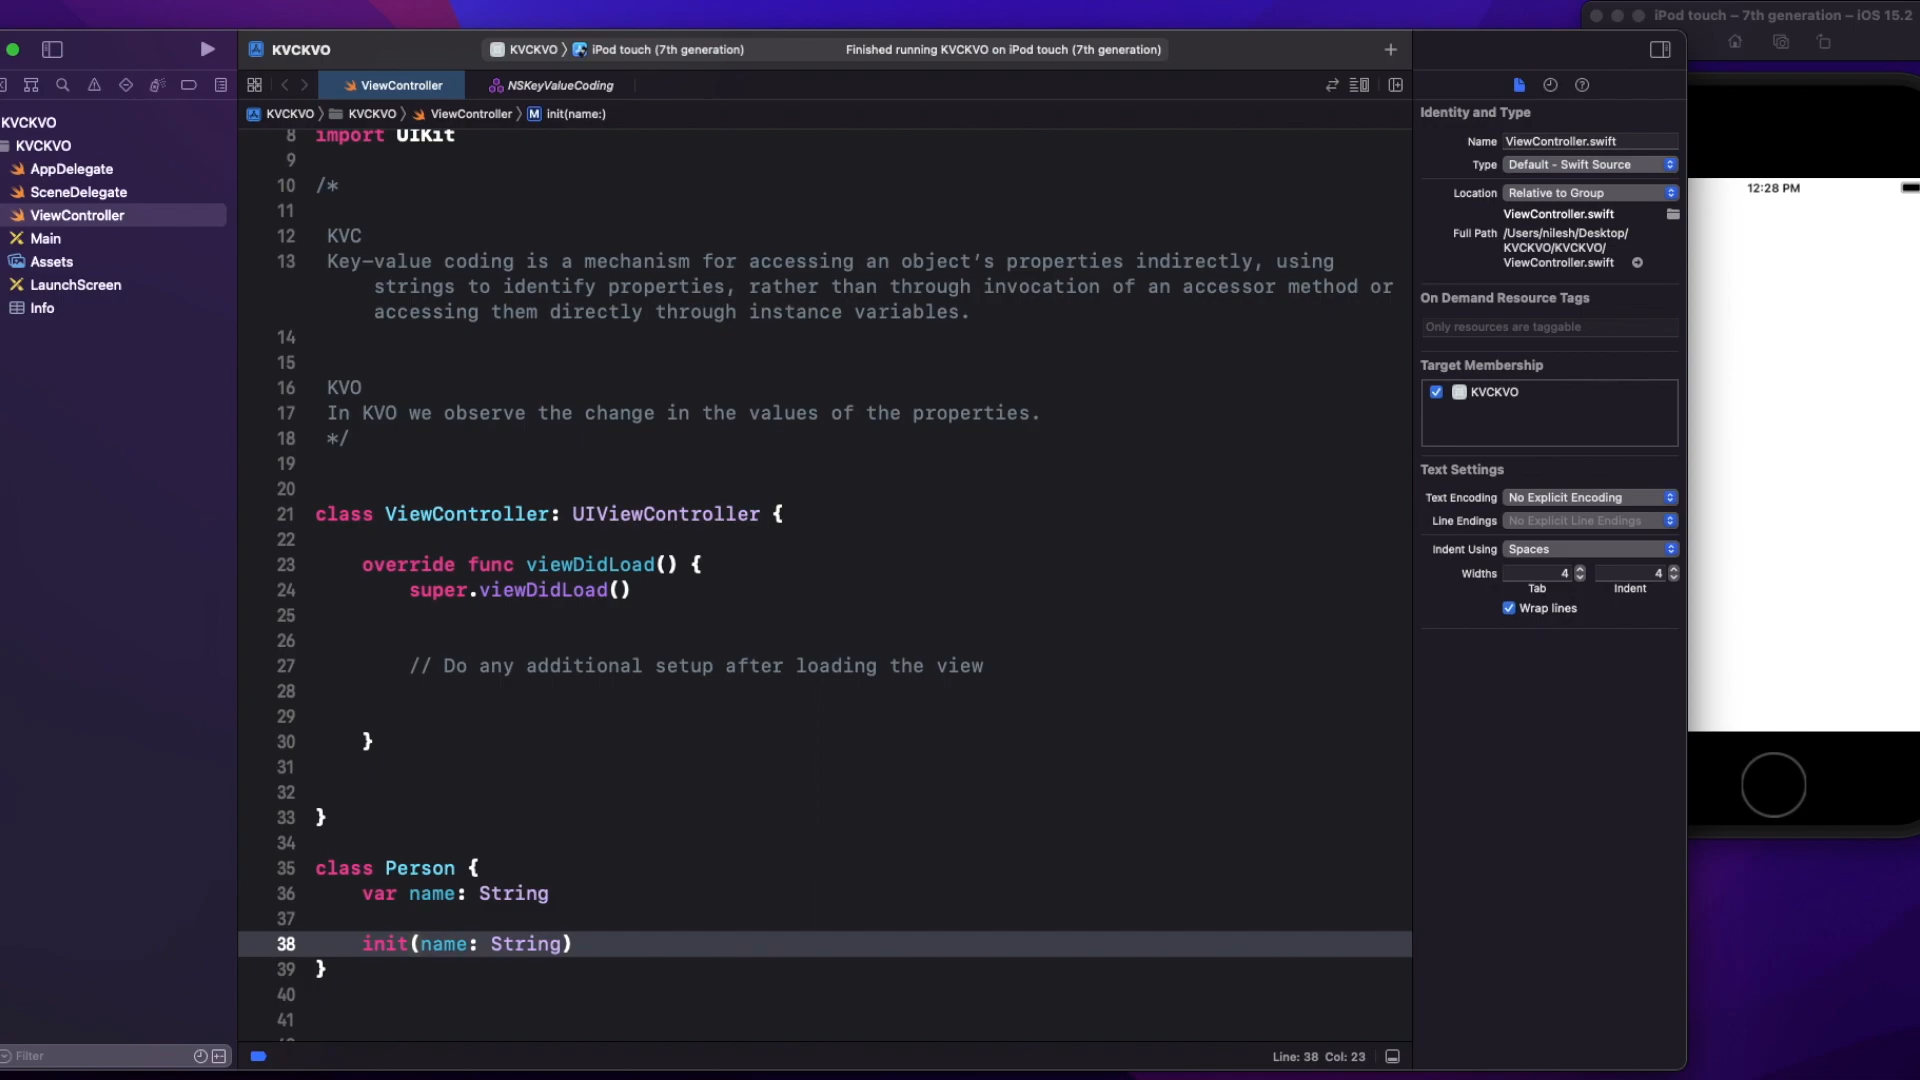 iPod touch – 7th generation – iOS 15.2
KVCKVO
KVCKVO
iPod touch (7th generation)
Finished running KVCKVO on iPod touch (7th generation)
ViewController
NSKeyValueCoding
KVCKVO
KVCKVO
ViewController
M
init(name:)
KVCKVO
KVCKVO
AppDelegate
SceneDelegate
ViewController
Main
Assets
LaunchScreen
Info
Filter
8 import UIKit
9
10 /*
11
12 KVC
13 Key-value coding is a mechanism for accessing an object’s properties indirectly, using
strings to identify properties, rather than through invocation of an accessor method or
accessing them directly through instance variables.
14
15
16 KVO
17 In KVO we observe the change in the values of the properties.
18 */
19
20
21 class ViewController: UIViewController {
22
23 override func viewDidLoad() {
24 super.viewDidLoad()
25
26
27 // Do any additional setup after loading the view
28
29
30 }
31
32
33 }
34
35 class Person {
36 var name: String
37
38 init(name: String)
39 }
40
41
Line: 38 Col: 23
Identity and Type
Name ViewController.swift
Type Default - Swift Source
Location Relative to Group
ViewController.swift
Full Path /Users/nilesh/Desktop/
KVCKVO/KVCKVO/
ViewController.swift
On Demand Resource Tags
Only resources are taggable
Target Membership
KVCKVO
Text Settings
Text Encoding No Explicit Encoding
Line Endings No Explicit Line Endings
Indent Using Spaces
Widths 4 4
Tab Indent
Wrap lines
12:28 PM